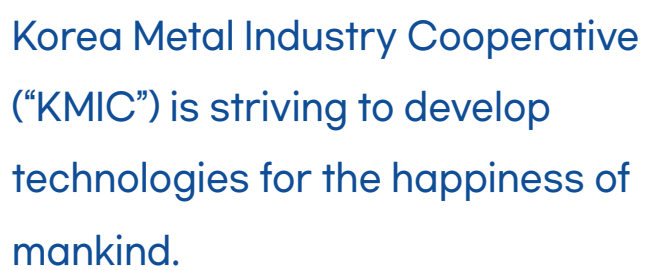 Korea Metal Industry Cooperative
(“KMIC”) is striving to develop
technologies for the happiness of
mankind.